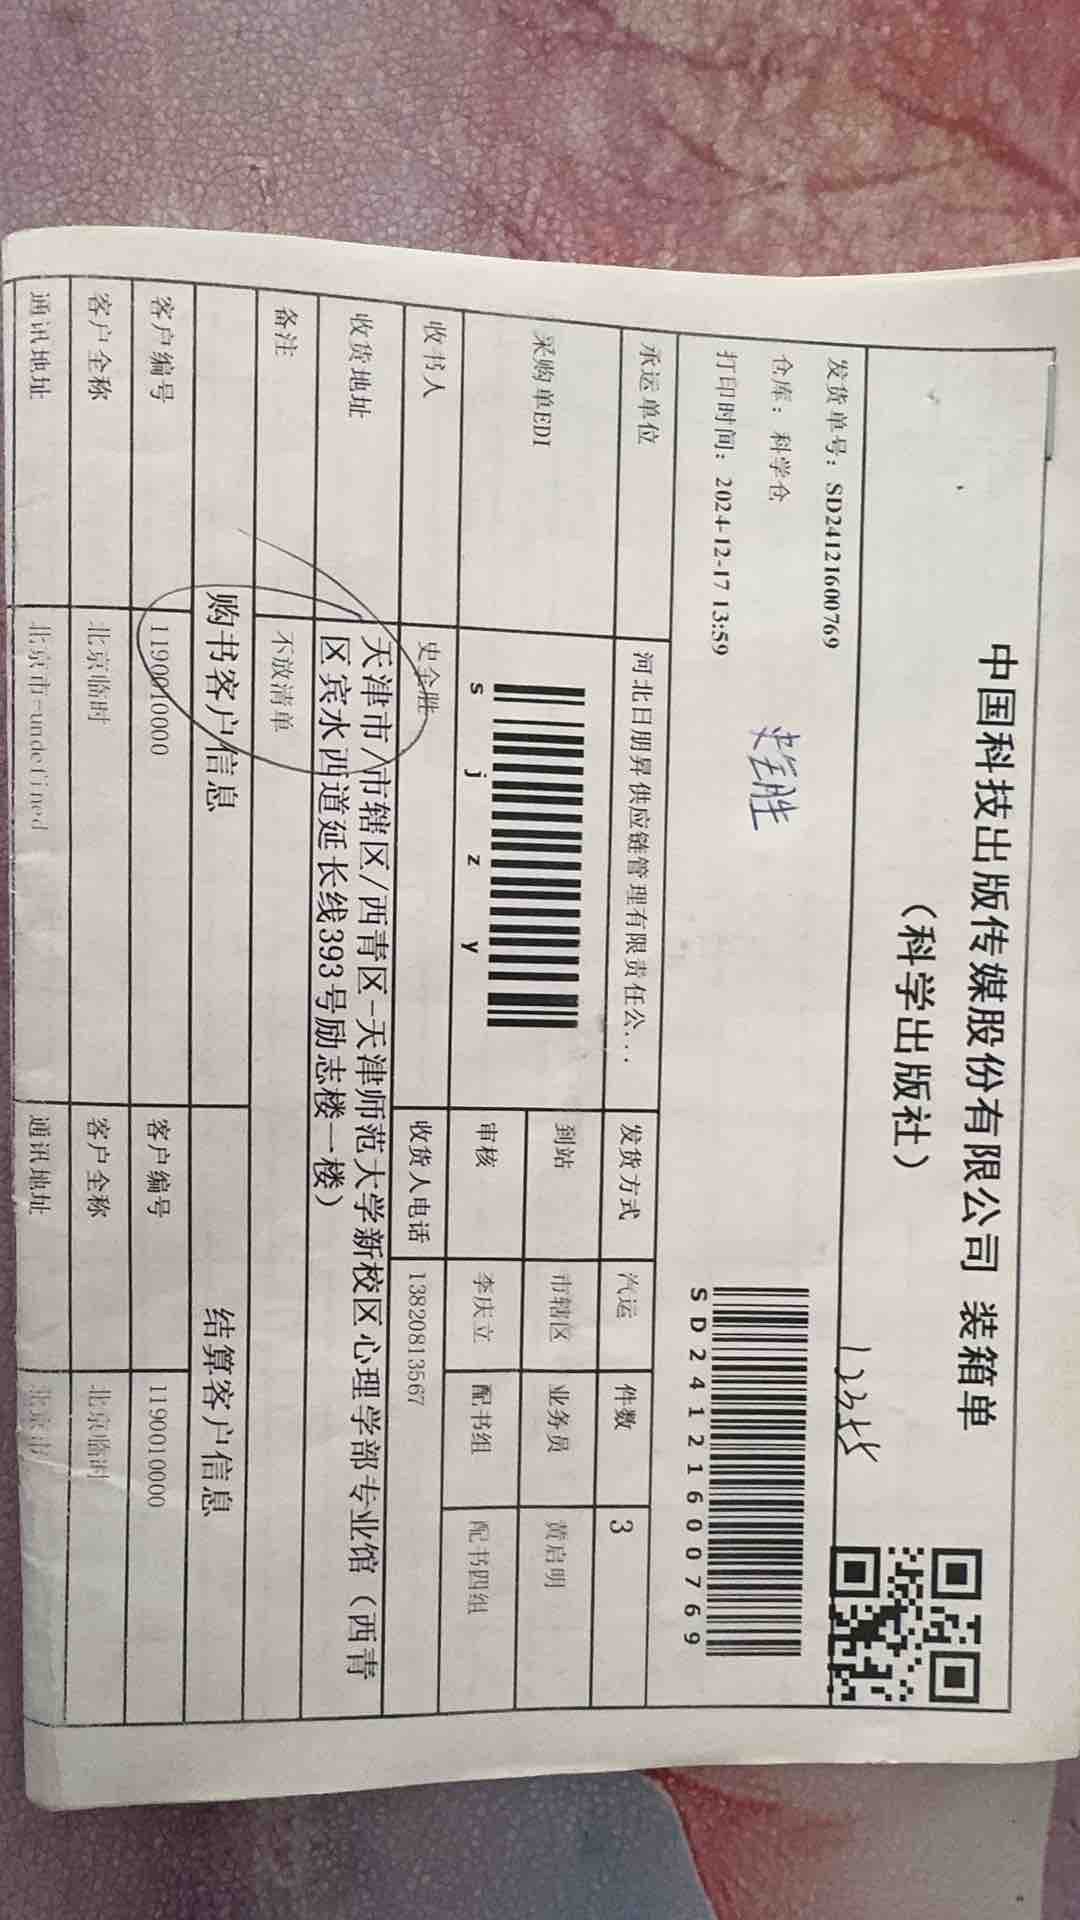 中国科技出版传媒股份有限公司 装箱单
（科学出版社）
发货单号：SD2412160​0769
仓库：科学仓
打印时间：2024-12-17 13:59
SD2412160​0769
承运单位 河北日朋昇供应链管理有限责任公... 发货方式 汽运 件数 3
采购单EDI 到站 市辖区 业务员 黄启明
s j z y 审核 李庆立 配书组 配书四组
收书人 史全胜 收货人电话 13820813567
收货地址 天津市/市辖区/西青区-天津师范大学新校区心理学部专业馆（西青
区宾水西道延长线393号励志楼一楼）
备注 不放清单
购书客户信息 结算客户信息
客户编号 119001​0000 客户编号 119001​0000
客户全称 北京临时 客户全称 北京临时
通讯地址 北京市-undefined 通讯地址 北京市